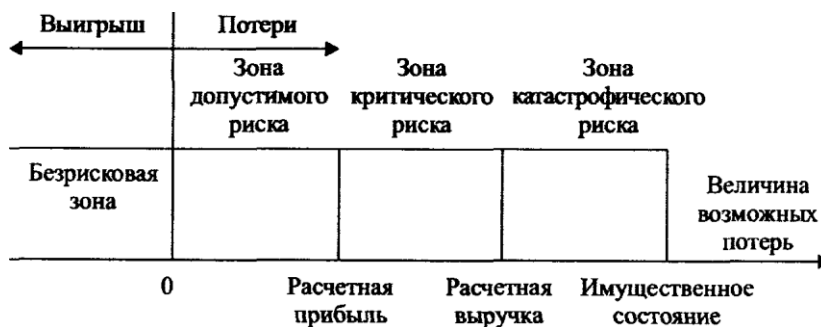 Выигрыш Потери
Зона допустимого риска
Зона критического риска
Зона катастрофического риска
Безрисковая зона
Величина возможных потерь
0
Расчетная прибыль
Расчетная выручка
Имущественное состояние